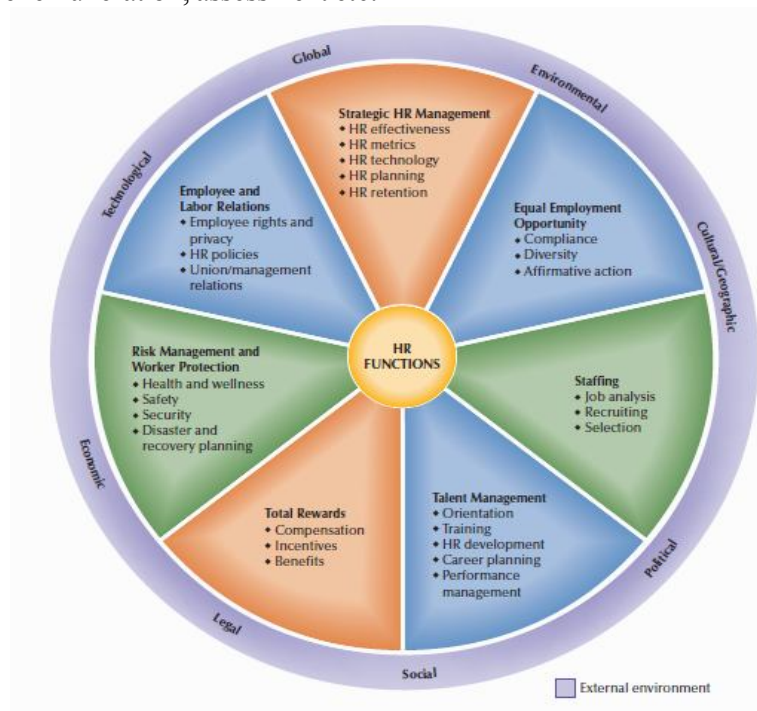 Global
Environmental
Technological
Cultural/Geographic
Economic
Political
Legal
Social
Strategic HR Management
◆ HR effectiveness
◆ HR metrics
◆ HR technology
◆ HR planning
◆ HR retention
Employee and
Labor Relations
◆ Employee rights and
privacy
◆ HR policies
◆ Union/management
relations
Equal Employment
Opportunity
◆ Compliance
◆ Diversity
◆ Affirmative action
HR
FUNCTIONS
Risk Management and
Worker Protection
◆ Health and wellness
◆ Safety
◆ Security
◆ Disaster and
recovery planning
Staffing
◆ Job analysis
◆ Recruiting
◆ Selection
Total Rewards
◆ Compensation
◆ Incentives
◆ Benefits
Talent Management
◆ Orientation
◆ Training
◆ HR development
◆ Career planning
◆ Performance
management
External environment